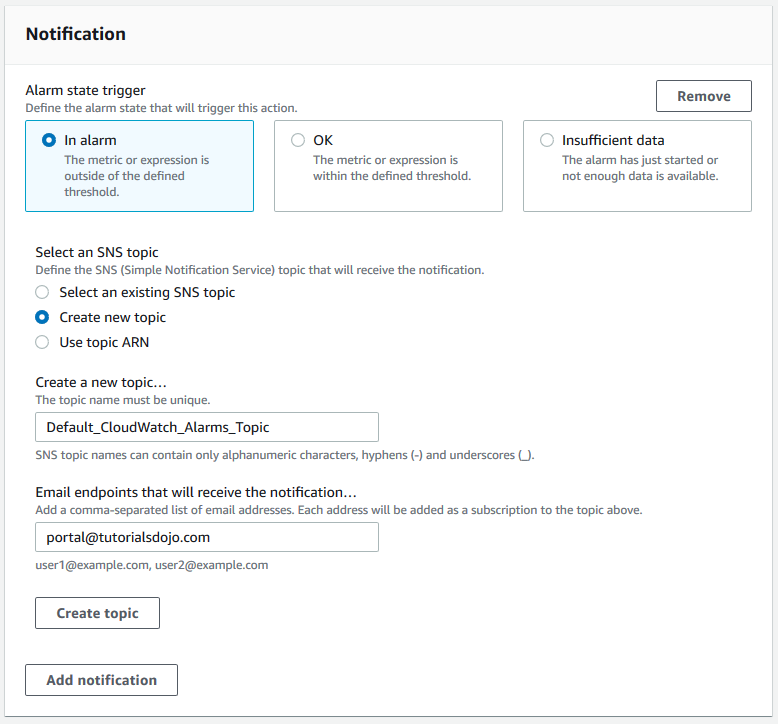 Notification
Alarm state trigger
Define the alarm state that will trigger this action.
Remove
In alarm
The metric or expression is
outside of the defined
threshold.
OK
The metric or expression is
within the defined threshold.
Insufficient data
The alarm has just started or
not enough data is available.
Select an SNS topic
Define the SNS (Simple Notification Service) topic that will receive the notification.
Select an existing SNS topic
Create new topic
Use topic ARN
Create a new topic…
The topic name must be unique.
Default_CloudWatch_Alarms_Topic
SNS topic names can contain only alphanumeric characters, hyphens (-) and underscores (_).
Email endpoints that will receive the notification…
Add a comma-separated list of email addresses. Each address will be added as a subscription to the topic above.
portal@tutorialsdojo.com
user1@example.com, user2@example.com
Create topic
Add notification